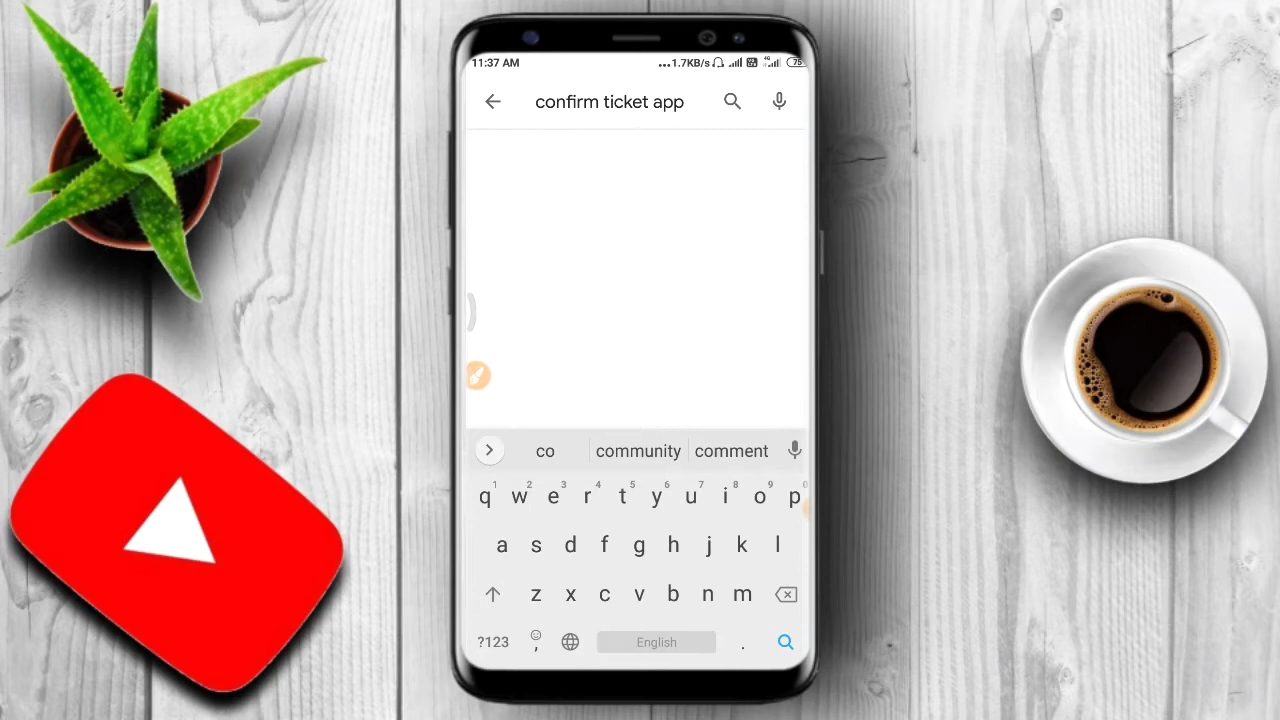 11:37 AM ...1.7KB/s 75
confirm ticket app
co community comment
1 2 3 4 5 6 7 8 9 0
q w e r t y u i o p
a s d f g h j k l
z x c v b n m
?123 , English .